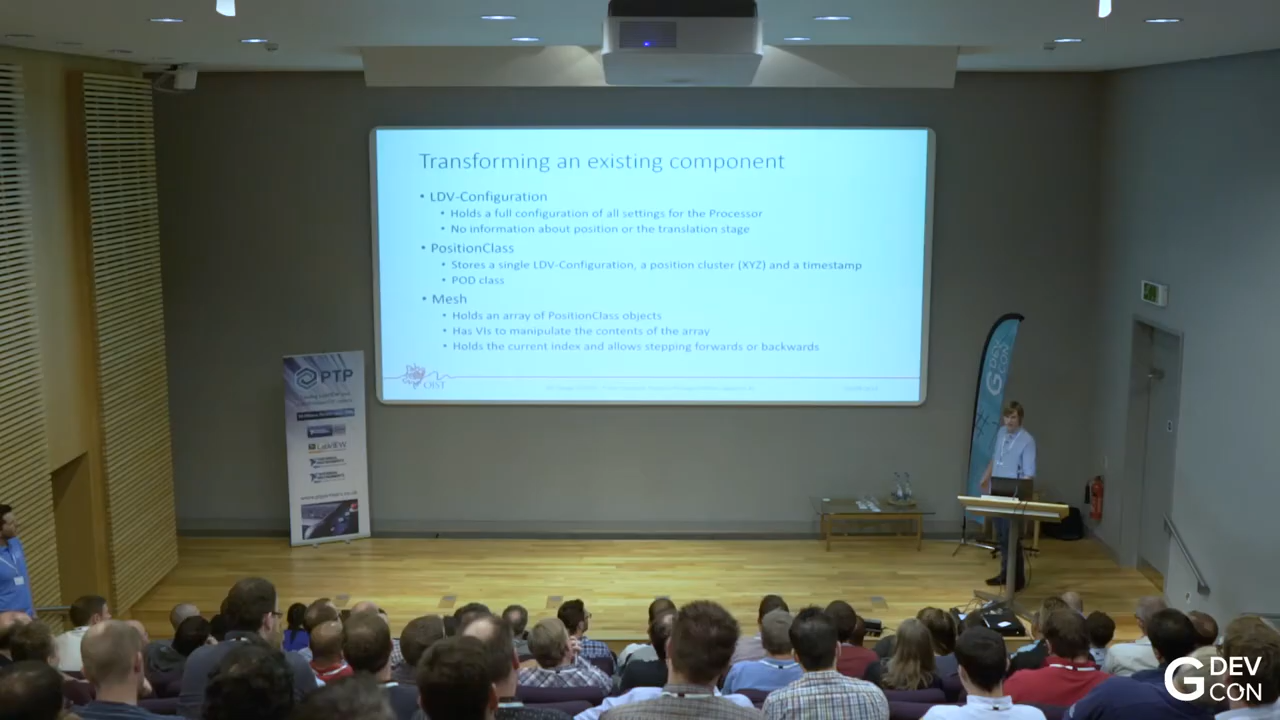 Transforming an existing component
• LDV-Configuration
• Holds a full configuration of all settings for the Processor
• No information about position or the translation stage
• PositionClass
• Stores a single LDV-Configuration, a position cluster (XYZ) and a timestamp
• POD class
• Mesh
• Holds an array of PositionClass objects
• Has VIs to manipulate the contents of the array
• Holds the current index and allows stepping forwards or backwards
OIST
PTP
LabVIEW
G DEV CON
G DEV
CON